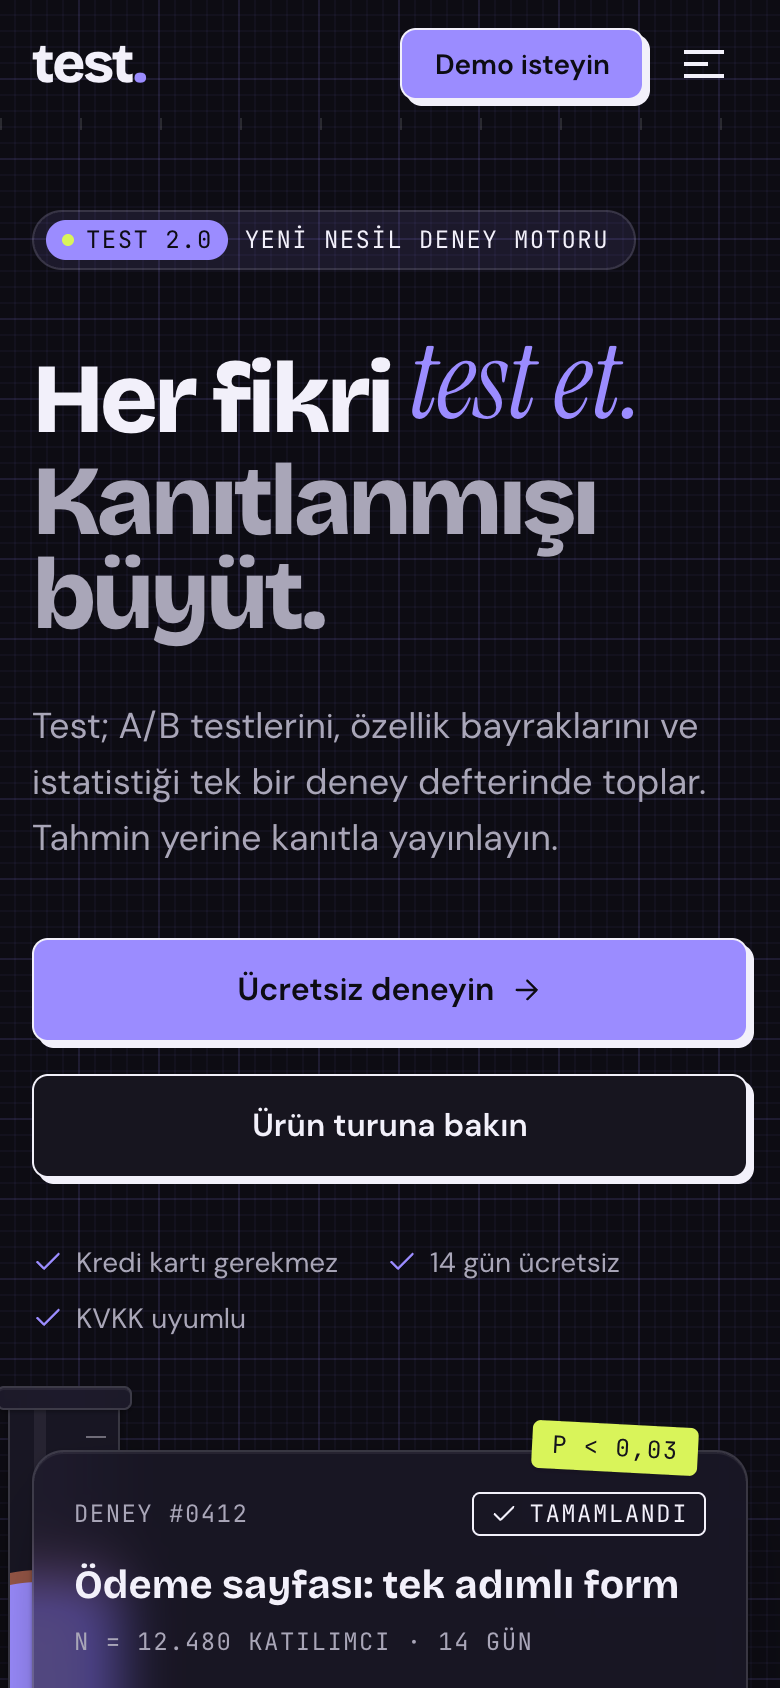 test.
Demo isteyin
TEST 2.0 YENİ NESİL DENEY MOTORU
Her fikri test et.
Kanıtlanmışı
büyüt.
Test; A/B testlerini, özellik bayraklarını ve
istatistiği tek bir deney defterinde toplar.
Tahmin yerine kanıtla yayınlayın.
Ücretsiz deneyin →
Ürün turuna bakın
Kredi kartı gerekmez
14 gün ücretsiz
KVKK uyumlu
P < 0,03
DENEY #0412
TAMAMLANDI
Ödeme sayfası: tek adımlı form
N = 12.480 KATILIMCI · 14 GÜN